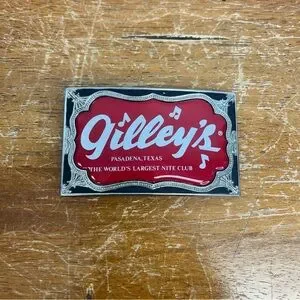 Gilley's®
PASADENA, TEXAS
THE WORLD'S LARGEST NITE CLUB